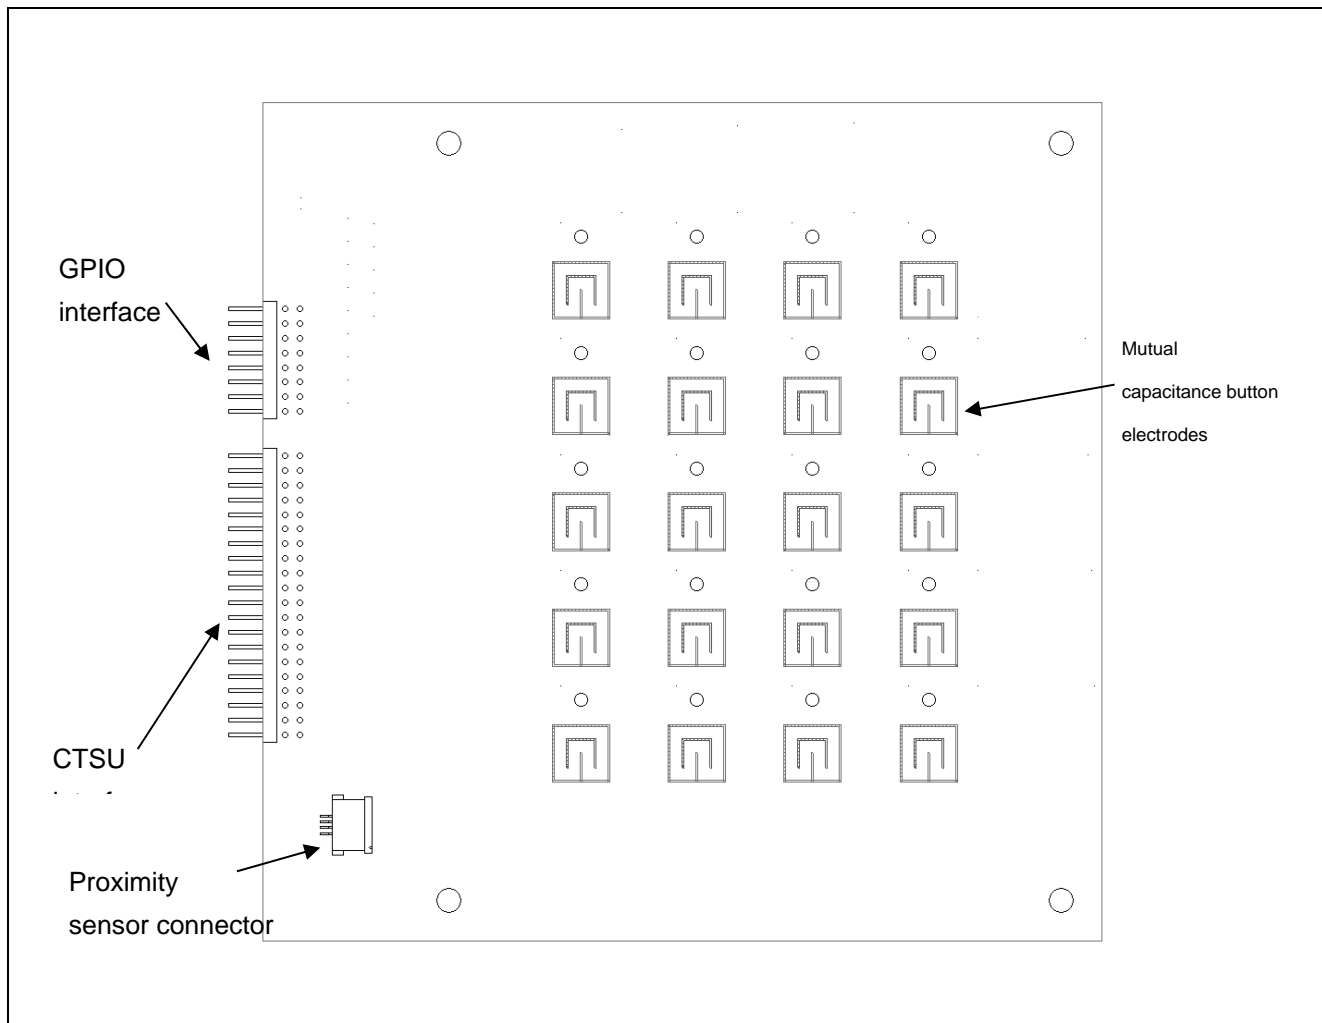 GPIO
interface
Mutual
capacitance button
electrodes
CTSU
Proximity
sensor connector